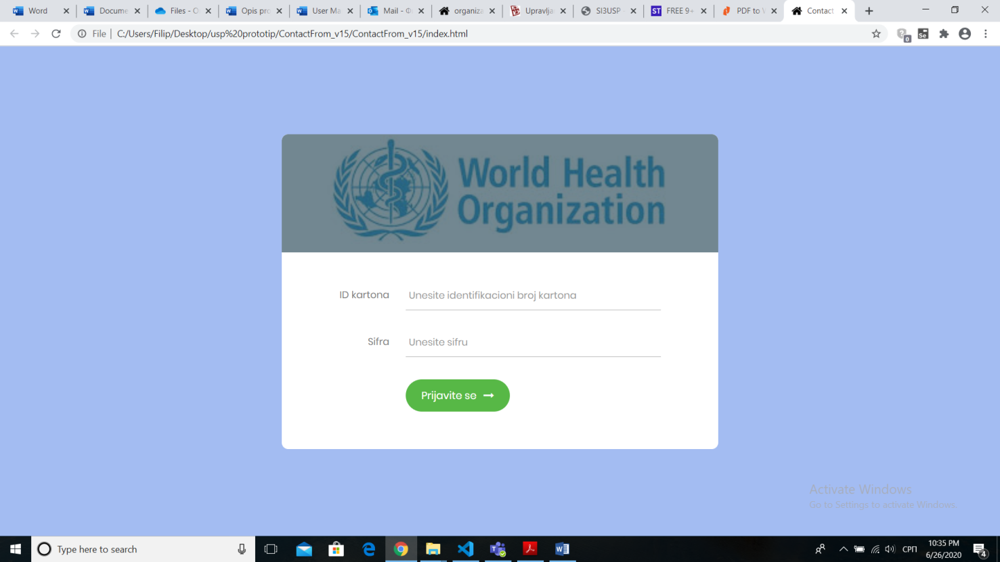 Word
Docume
Files - O
Opis pro
User Ma
Mail - Ф
organiza
Upravlja
SI3USP -
FREE 9+
PDF to
Contact
File
C:/Users/Filip/Desktop/usp%20prototip/ContactFrom_v15/ContactFrom_v15/index.html
0
World Health
Organization
ID kartona
Unesite identifikacioni broj kartona
Sifra
Unesite sifru
Prijavite se
Activate Windows
Go to Settings to activate Windows.
Type here to search
СРП
10:35 PM
6/26/2020
4